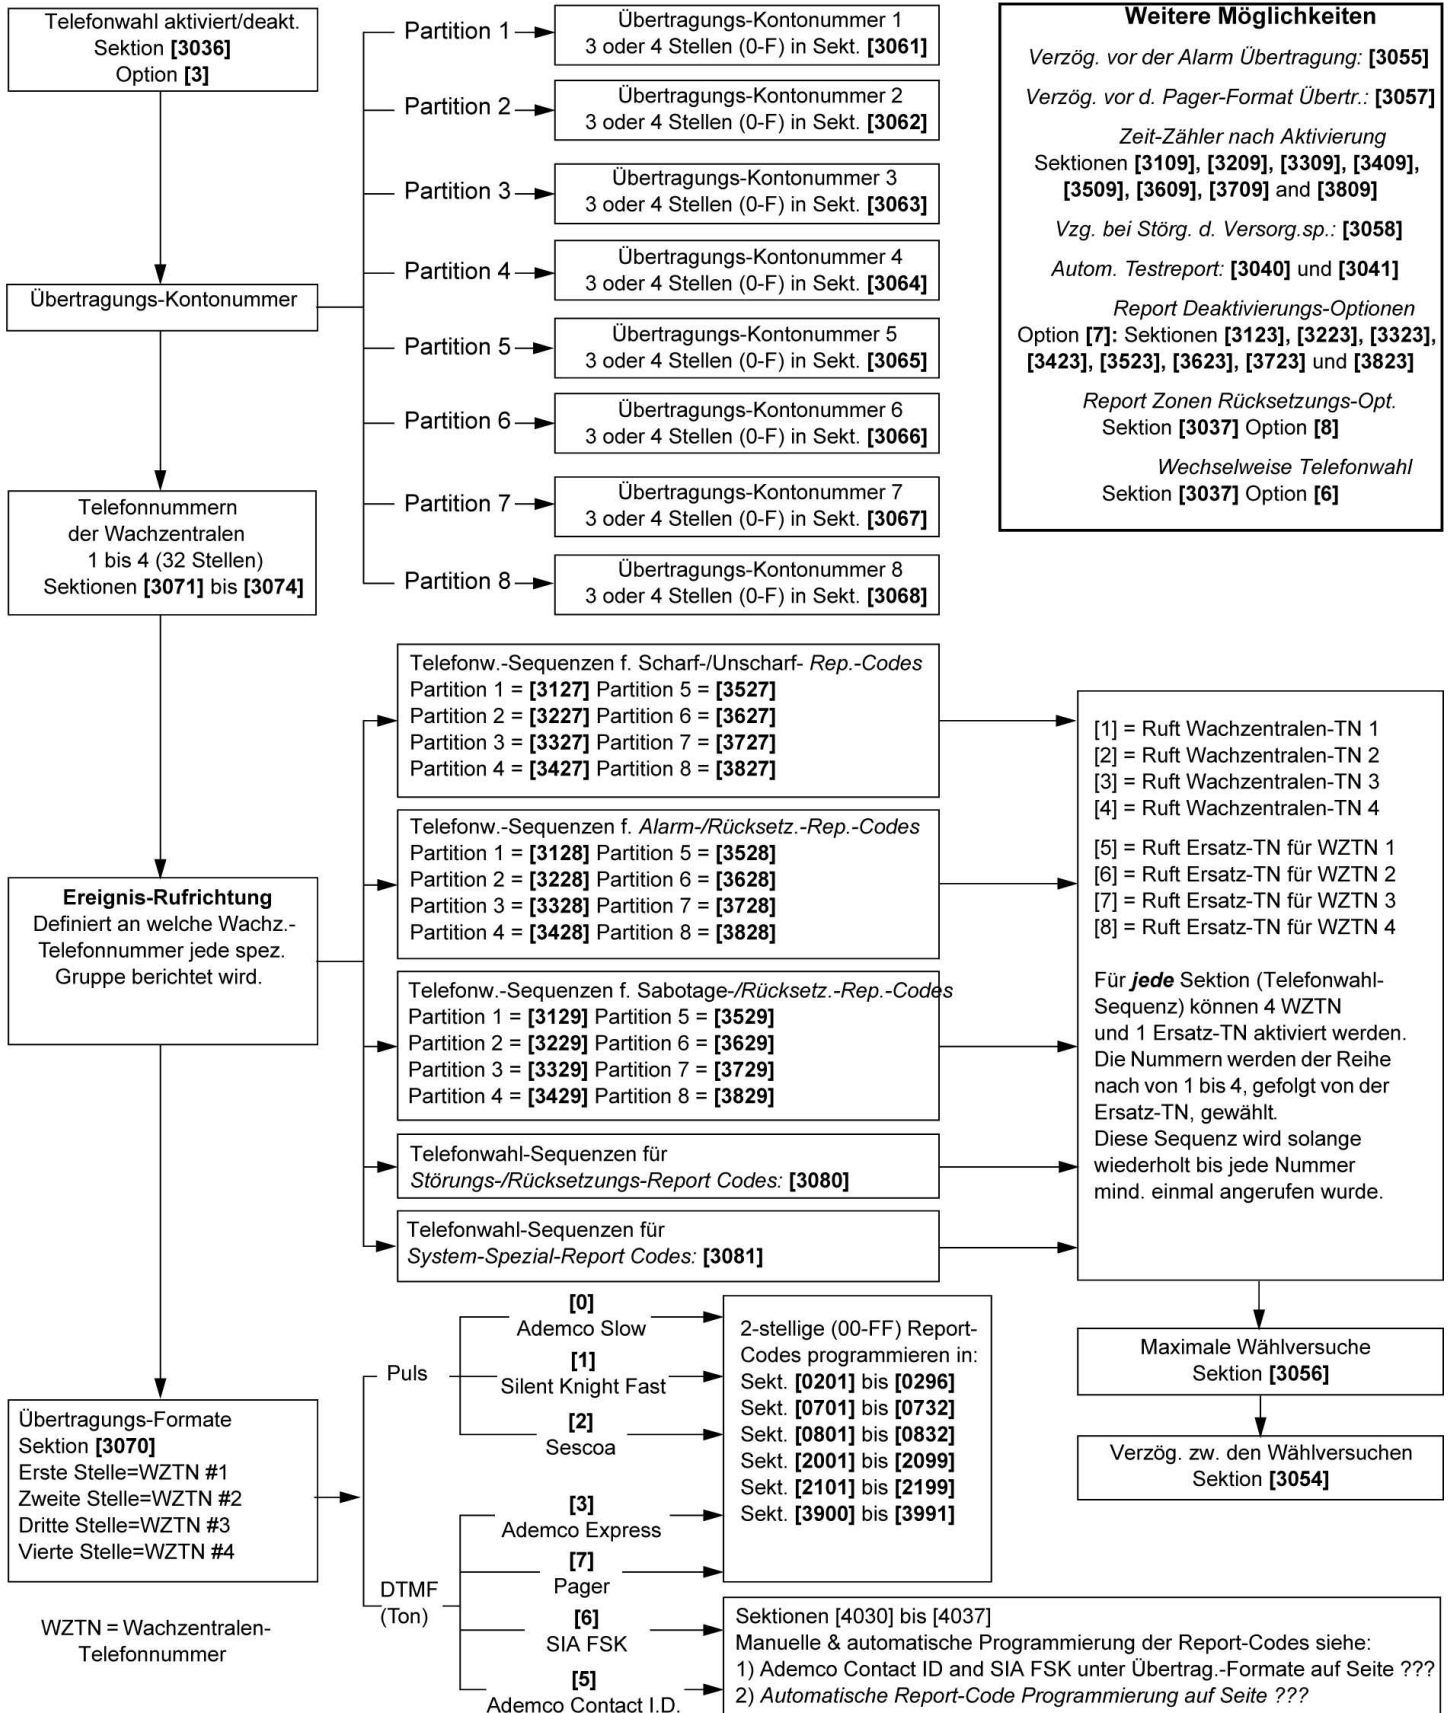 Telefonwahl aktiviert/deakt.
Sektion [3036]
Option [3]
Übertragungs-Kontonummer
Telefonnummern
der Wachzentralen
1 bis 4 (32 Stellen)
Sektionen [3071] bis [3074]
Ereignis-Rufrichtung
Definiert an welche Wachz.-
Telefonnummer jede spez.
Gruppe berichtet wird.
Übertragungs-Formate
Sektion [3070]
Erste Stelle=WZTN #1
Zweite Stelle=WZTN #2
Dritte Stelle=WZTN #3
Vierte Stelle=WZTN #4
WZTN = Wachzentralen-
Telefonnummer
Partition 1
Übertragungs-Kontonummer 1
3 oder 4 Stellen (0-F) in Sekt. [3061]
Partition 2
Übertragungs-Kontonummer 2
3 oder 4 Stellen (0-F) in Sekt. [3062]
Partition 3
Übertragungs-Kontonummer 3
3 oder 4 Stellen (0-F) in Sekt. [3063]
Partition 4
Übertragungs-Kontonummer 4
3 oder 4 Stellen (0-F) in Sekt. [3064]
Partition 5
Übertragungs-Kontonummer 5
3 oder 4 Stellen (0-F) in Sekt. [3065]
Partition 6
Übertragungs-Kontonummer 6
3 oder 4 Stellen (0-F) in Sekt. [3066]
Partition 7
Übertragungs-Kontonummer 7
3 oder 4 Stellen (0-F) in Sekt. [3067]
Partition 8
Übertragungs-Kontonummer 8
3 oder 4 Stellen (0-F) in Sekt. [3068]
Weitere Möglichkeiten
Verzög. vor der Alarm Übertragung: [3055]
Verzög. vor d. Pager-Format Übertr.: [3057]
Zeit-Zähler nach Aktivierung
Sektionen [3109], [3209], [3309], [3409],
[3509], [3609], [3709] and [3809]
Vzg. bei Störg. d. Versorg.sp.: [3058]
Autom. Testreport: [3040] und [3041]
Report Deaktivierungs-Optionen
Option [7]: Sektionen [3123], [3223], [3323],
[3423], [3523], [3623], [3723] und [3823]
Report Zonen Rücksetzungs-Opt.
Sektion [3037] Option [8]
Wechselweise Telefonwahl
Sektion [3037] Option [6]
Telefonw.-Sequenzen f. Scharf-/Unscharf- Rep.-Codes
Partition 1 = [3127] Partition 5 = [3527]
Partition 2 = [3227] Partition 6 = [3627]
Partition 3 = [3327] Partition 7 = [3727]
Partition 4 = [3427] Partition 8 = [3827]
Telefonw.-Sequenzen f. Alarm-/Rücksetz.-Rep.-Codes
Partition 1 = [3128] Partition 5 = [3528]
Partition 2 = [3228] Partition 6 = [3628]
Partition 3 = [3328] Partition 7 = [3728]
Partition 4 = [3428] Partition 8 = [3828]
Telefonw.-Sequenzen f. Sabotage-/Rücksetz.-Rep.-Codes
Partition 1 = [3129] Partition 5 = [3529]
Partition 2 = [3229] Partition 6 = [3629]
Partition 3 = [3329] Partition 7 = [3729]
Partition 4 = [3429] Partition 8 = [3829]
Telefonwahl-Sequenzen für
Störungs-/Rücksetzungs-Report Codes: [3080]
Telefonwahl-Sequenzen für
System-Spezial-Report Codes: [3081]
[1] = Ruft Wachzentralen-TN 1
[2] = Ruft Wachzentralen-TN 2
[3] = Ruft Wachzentralen-TN 3
[4] = Ruft Wachzentralen-TN 4
[5] = Ruft Ersatz-TN für WZTN 1
[6] = Ruft Ersatz-TN für WZTN 2
[7] = Ruft Ersatz-TN für WZTN 3
[8] = Ruft Ersatz-TN für WZTN 4
Für jede Sektion (Telefonwahl-
Sequenz) können 4 WZTN
und 1 Ersatz-TN aktiviert werden.
Die Nummern werden der Reihe
nach von 1 bis 4, gefolgt von der
Ersatz-TN, gewählt.
Diese Sequenz wird solange
wiederholt bis jede Nummer
mind. einmal angerufen wurde.
Maximale Wählversuche
Sektion [3056]
Verzög. zw. den Wählversuchen
Sektion [3054]
Puls
[0]
Ademco Slow
[1]
Silent Knight Fast
[2]
Sescoa
DTMF
(Ton)
[3]
Ademco Express
[7]
Pager
[6]
SIA FSK
[5]
Ademco Contact I.D.
2-stellige (00-FF) Report-
Codes programmieren in:
Sekt. [0201] bis [0296]
Sekt. [0701] bis [0732]
Sekt. [0801] bis [0832]
Sekt. [2001] bis [2099]
Sekt. [2101] bis [2199]
Sekt. [3900] bis [3991]
Sektionen [4030] bis [4037]
Manuelle & automatische Programmierung der Report-Codes siehe:
1) Ademco Contact ID and SIA FSK unter Übertrag.-Formate auf Seite ???
2) Automatische Report-Code Programmierung auf Seite ???